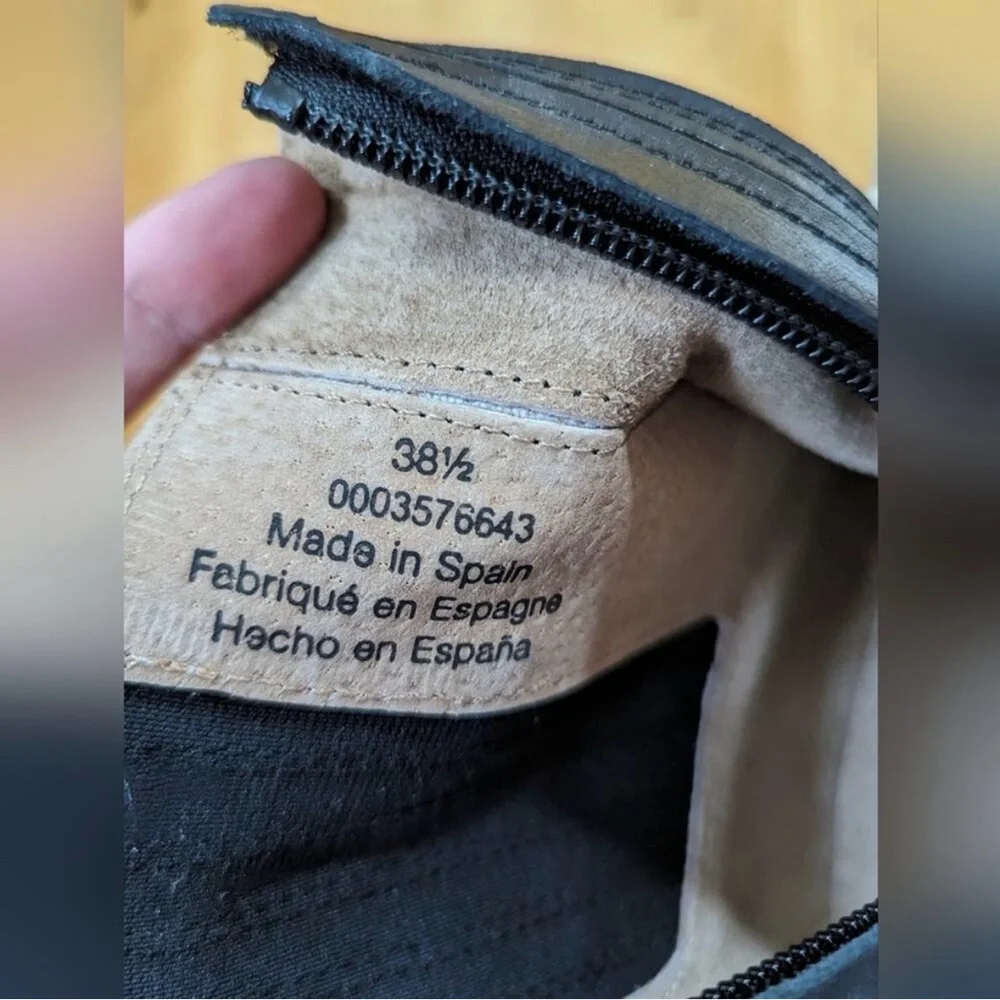 38½
0003576643
Made in Spain
Fabriqué en Espagne
Hecho en España